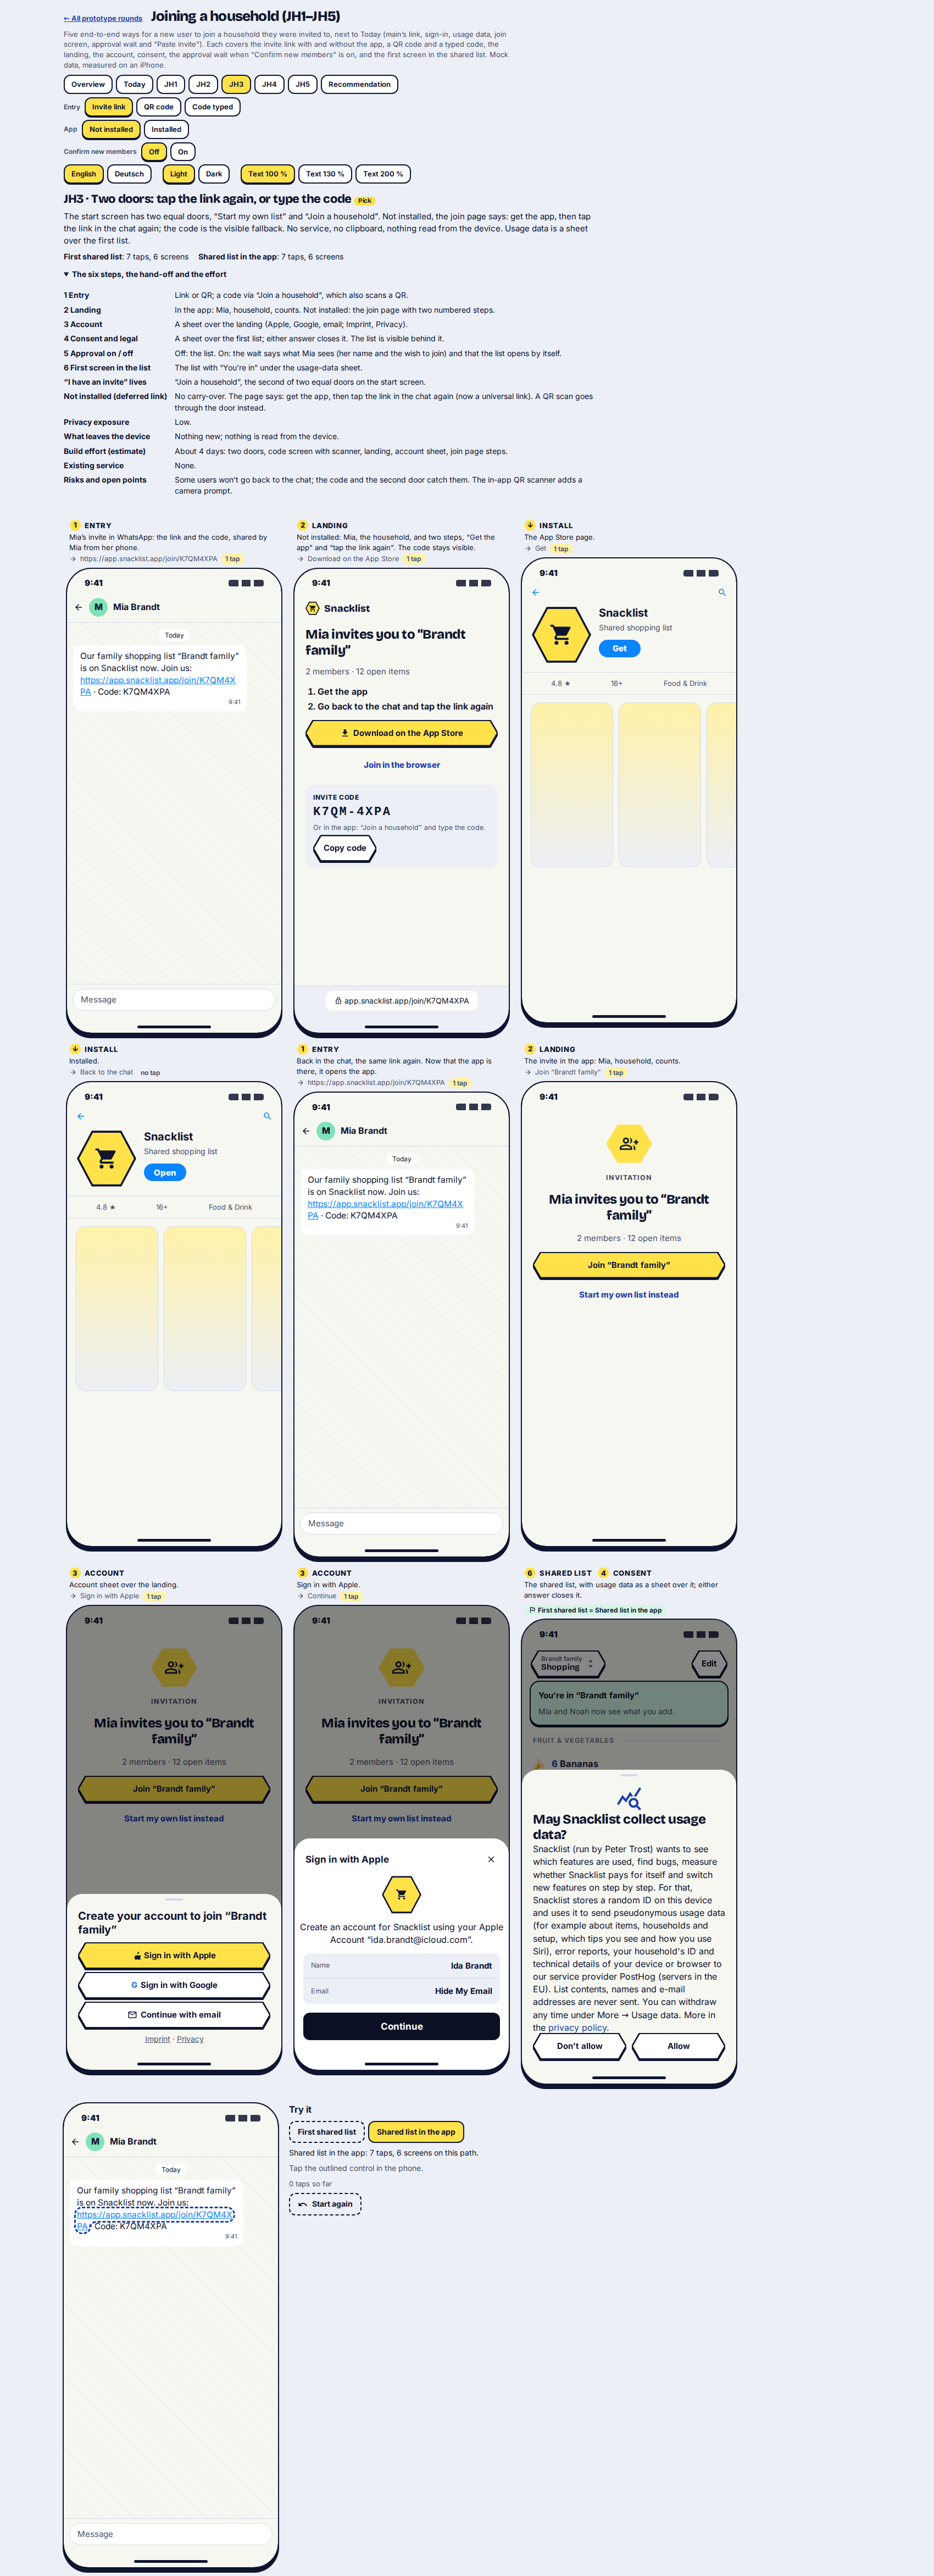 ← All prototype rounds Joining a household (JH1–JH5)
Five end-to-end ways for a new user to join a household they were invited to, next to Today (main's link, sign-in, usage data, join
screen, approval wait and “Paste invite”). Each covers the invite link with and without the app, a QR code and a typed code, the
landing, the account, consent, the approval wait when “Confirm new members” is on, and the first screen in the shared list. Mock
data, measured on an iPhone.
Overview Today JH1 JH2 JH3 JH4 JH5 Recommendation
Entry Invite link QR code Code typed
App Not installed Installed
Confirm new members Off On
English Deutsch Light Dark Text 100 % Text 130 % Text 200 %
JH3 · Two doors: tap the link again, or type the code Pick
The start screen has two equal doors, “Start my own list” and “Join a household”. Not installed, the join page says: get the app, then tap
the link in the chat again; the code is the visible fallback. No service, no clipboard, nothing read from the device. Usage data is a sheet
over the first list.
First shared list: 7 taps, 6 screens Shared list in the app: 7 taps, 6 screens
▼ The six steps, the hand-off and the effort
1 Entry Link or QR; a code via “Join a household”, which also scans a QR.
2 Landing In the app: Mia, household, counts. Not installed: the join page with two numbered steps.
3 Account A sheet over the landing (Apple, Google, email; Imprint, Privacy).
4 Consent and legal A sheet over the first list; either answer closes it. The list is visible behind it.
5 Approval on / off Off: the list. On: the wait says what Mia sees (her name and the wish to join) and that the list opens by itself.
6 First screen in the list The list with “You're in” under the usage-data sheet.
“I have an invite” lives “Join a household”, the second of two equal doors on the start screen.
Not installed (deferred link) No carry-over. The page says: get the app, then tap the link in the chat again (now a universal link). A QR scan goes
through the door instead.
Privacy exposure Low.
What leaves the device Nothing new; nothing is read from the device.
Build effort (estimate) About 4 days: two doors, code screen with scanner, landing, account sheet, join page steps.
Existing service None.
Risks and open points Some users won't go back to the chat; the code and the second door catch them. The in-app QR scanner adds a
camera prompt.
1 ENTRY
Mia's invite in WhatsApp: the link and the code, shared by
Mia from her phone.
→ https://app.snacklist.app/join/K7QM4XPA 1 tap
9:41
← M Mia Brandt
Today
Our family shopping list “Brandt family”
is on Snacklist now. Join us:
https://app.snacklist.app/join/K7QM4X
PA · Code: K7QM4XPA
9:41
Message
2 LANDING
Not installed: Mia, the household, and two steps, “Get the
app” and “tap the link again”. The code stays visible.
→ Download on the App Store 1 tap
9:41
Snacklist
Mia invites you to “Brandt
family”
2 members · 12 open items
1. Get the app
2. Go back to the chat and tap the link again
Download on the App Store
Join in the browser
INVITE CODE
K7QM-4XPA
Or in the app: “Join a household” and type the code.
Copy code
app.snacklist.app/join/K7QM4XPA
INSTALL
The App Store page.
→ Get 1 tap
9:41
←
Snacklist
Shared shopping list
Get
4.8 ★ 16+ Food & Drink
INSTALL
Installed.
→ Back to the chat no tap
9:41
←
Snacklist
Shared shopping list
Open
4.8 ★ 16+ Food & Drink
1 ENTRY
Back in the chat, the same link again. Now that the app is
there, it opens the app.
→ https://app.snacklist.app/join/K7QM4XPA 1 tap
9:41
← M Mia Brandt
Today
Our family shopping list “Brandt family”
is on Snacklist now. Join us:
https://app.snacklist.app/join/K7QM4X
PA · Code: K7QM4XPA
9:41
Message
2 LANDING
The invite in the app: Mia, household, counts.
→ Join “Brandt family” 1 tap
9:41
INVITATION
Mia invites you to “Brandt
family”
2 members · 12 open items
Join “Brandt family”
Start my own list instead
3 ACCOUNT
Account sheet over the landing.
→ Sign in with Apple 1 tap
9:41
INVITATION
Mia invites you to “Brandt
family”
2 members · 12 open items
Join “Brandt family”
Start my own list instead
Create your account to join “Brandt
family”
Sign in with Apple
G Sign in with Google
Continue with email
Imprint · Privacy
3 ACCOUNT
Sign in with Apple.
→ Continue 1 tap
9:41
INVITATION
Mia invites you to “Brandt
family”
2 members · 12 open items
Join “Brandt family”
Start my own list instead
Sign in with Apple ×
Create an account for Snacklist using your Apple
Account “ida.brandt@icloud.com”.
Name Ida Brandt
Email Hide My Email
Continue
6 SHARED LIST 4 CONSENT
The shared list, with usage data as a sheet over it; either
answer closes it.
First shared list = Shared list in the app
9:41
Brandt family
Shopping
Edit
You're in “Brandt family”
Mia and Noah now see what you add.
FRUIT & VEGETABLES
6 Bananas
May Snacklist collect usage
data?
Snacklist (run by Peter Trost) wants to see
which features are used, find bugs, measure
whether Snacklist pays for itself and switch
new features on step by step. For that,
Snacklist stores a random ID on this device
and uses it to send pseudonymous usage data
(for example about items, households and
setup, which tips you see and how you use
Siri), error reports, your household's ID and
technical details of your device or browser to
our service provider PostHog (servers in the
EU). List contents, names and e-mail
addresses are never sent. You can withdraw
any time under More → Usage data. More in
the privacy policy.
Don't allow Allow
9:41
← M Mia Brandt
Today
Our family shopping list “Brandt family”
is on Snacklist now. Join us:
https://app.snacklist.app/join/K7QM4X
PA · Code: K7QM4XPA
9:41
Message
Try it
First shared list Shared list in the app
Shared list in the app: 7 taps, 6 screens on this path.
Tap the outlined control in the phone.
0 taps so far
Start again